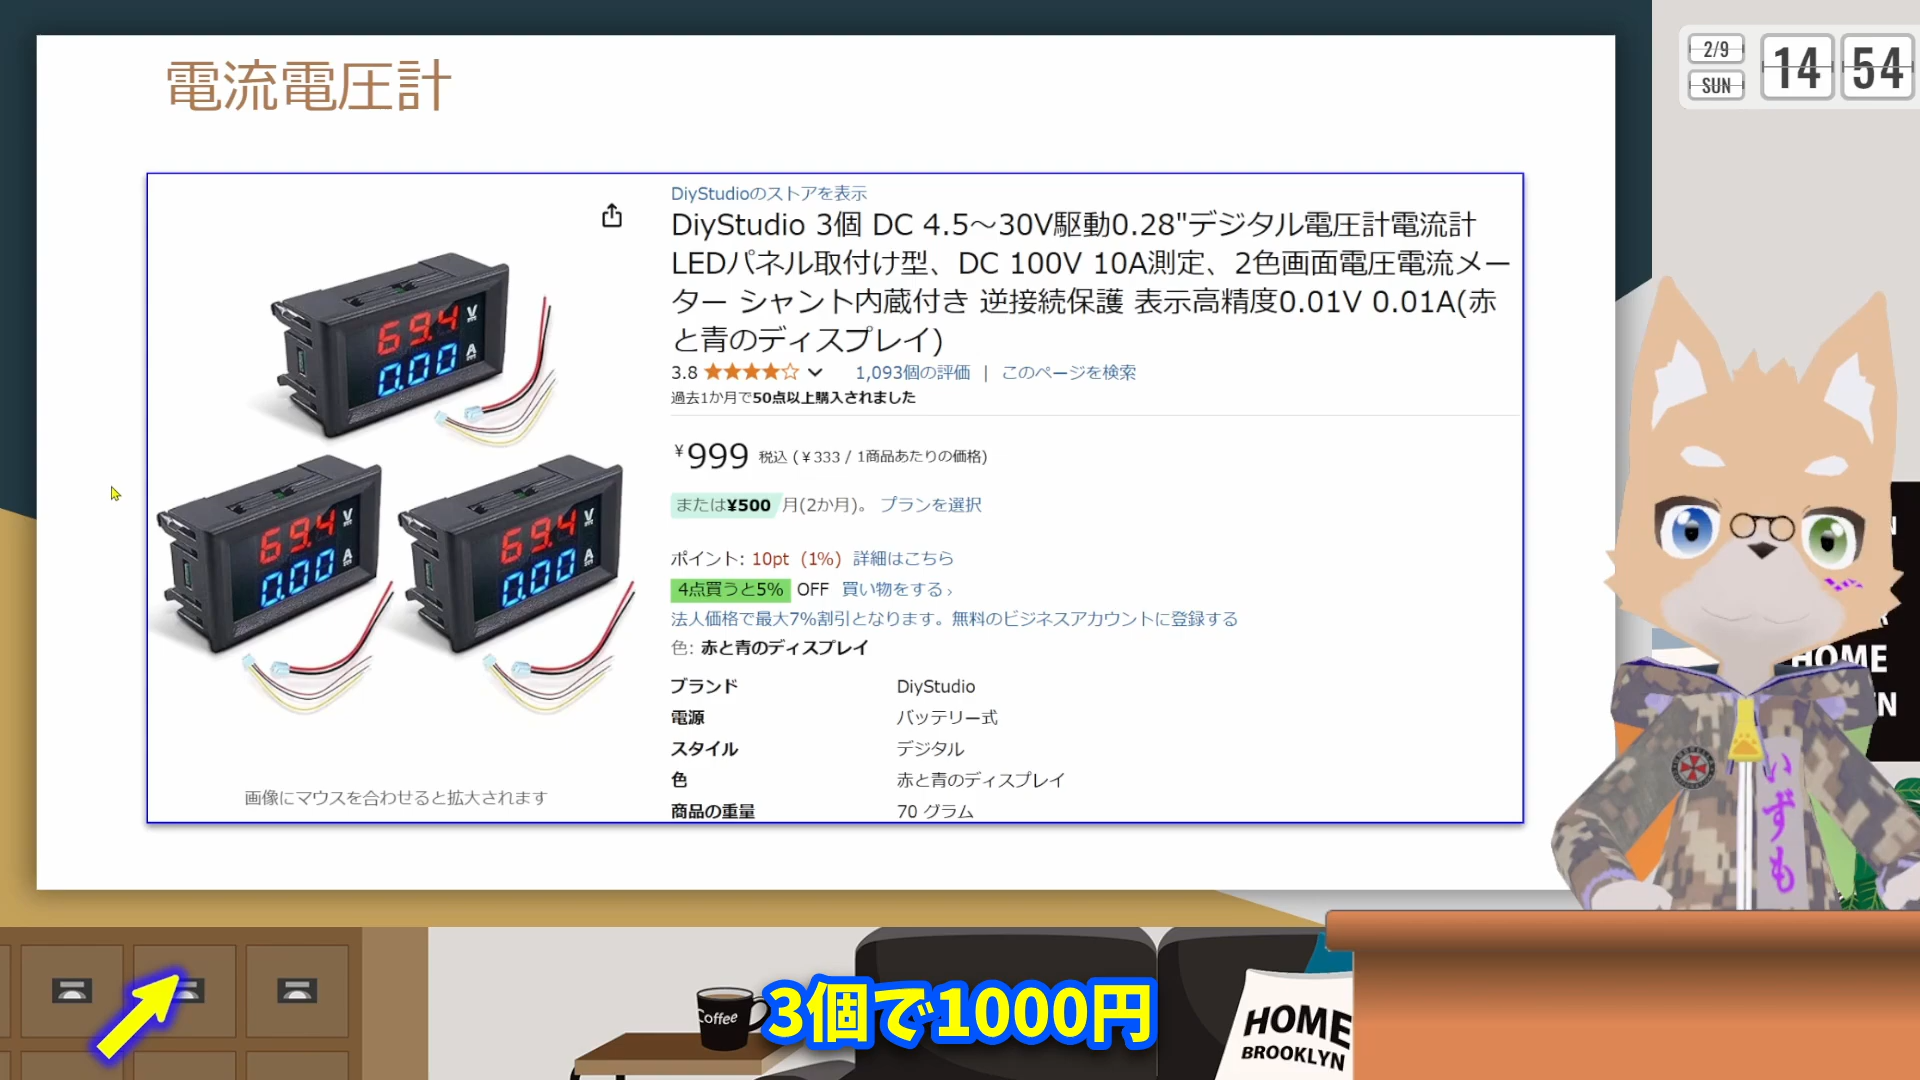 電流電圧計
2/9
SUN
14 54
DiyStudioのストアを表示
DiyStudio 3個 DC 4.5～30V駆動0.28"デジタル電圧計電流計
LEDパネル取付け型、DC 100V 10A測定、2色画面電圧電流メー
ター シャント内蔵付き 逆接続保護 表示高精度0.01V 0.01A(赤
と青のディスプレイ)
3.8
1,093個の評価 | このページを検索
過去1か月で50点以上購入されました
¥999 税込 (¥333 / 1商品あたりの価格)
または¥500 月(2か月)。 プランを選択
ポイント: 10pt (1%) 詳細はこちら
4点買うと5% OFF 買い物をする ›
法人価格で最大7%割引となります。無料のビジネスアカウントに登録する
色: 赤と青のディスプレイ
ブランド DiyStudio
電源 バッテリー式
スタイル デジタル
色 赤と青のディスプレイ
商品の重量 70 グラム
69.4 V
0.00 A
69.4 V
0.00 A
69.4 V
0.00 A
画像にマウスを合わせると拡大されます
HOME
いずも
Coffee
3個で1000円
HOME
BROOKLYN